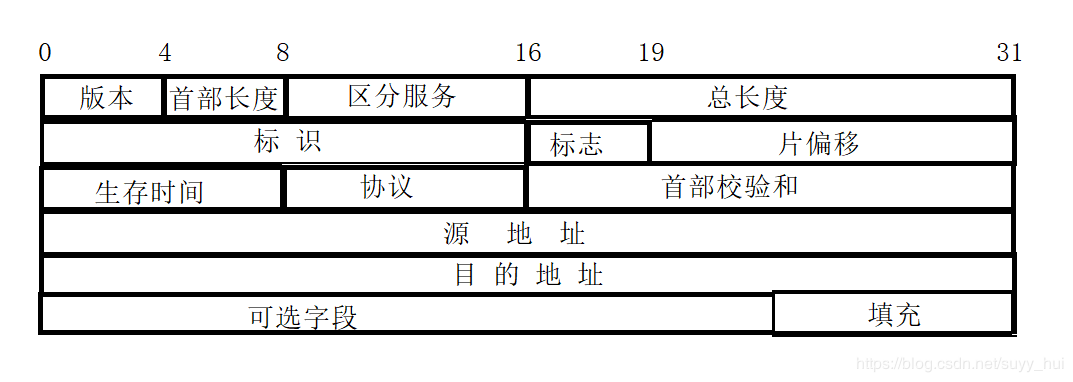 0 4 8 16 19 31
版本 首部长度 区分服务 总长度
标 识 标志 片偏移
生存时间 协议 首部校验和
源 地 址
目 的 地 址
可选字段 填充
https://blog.csdn.net/suyy_hui